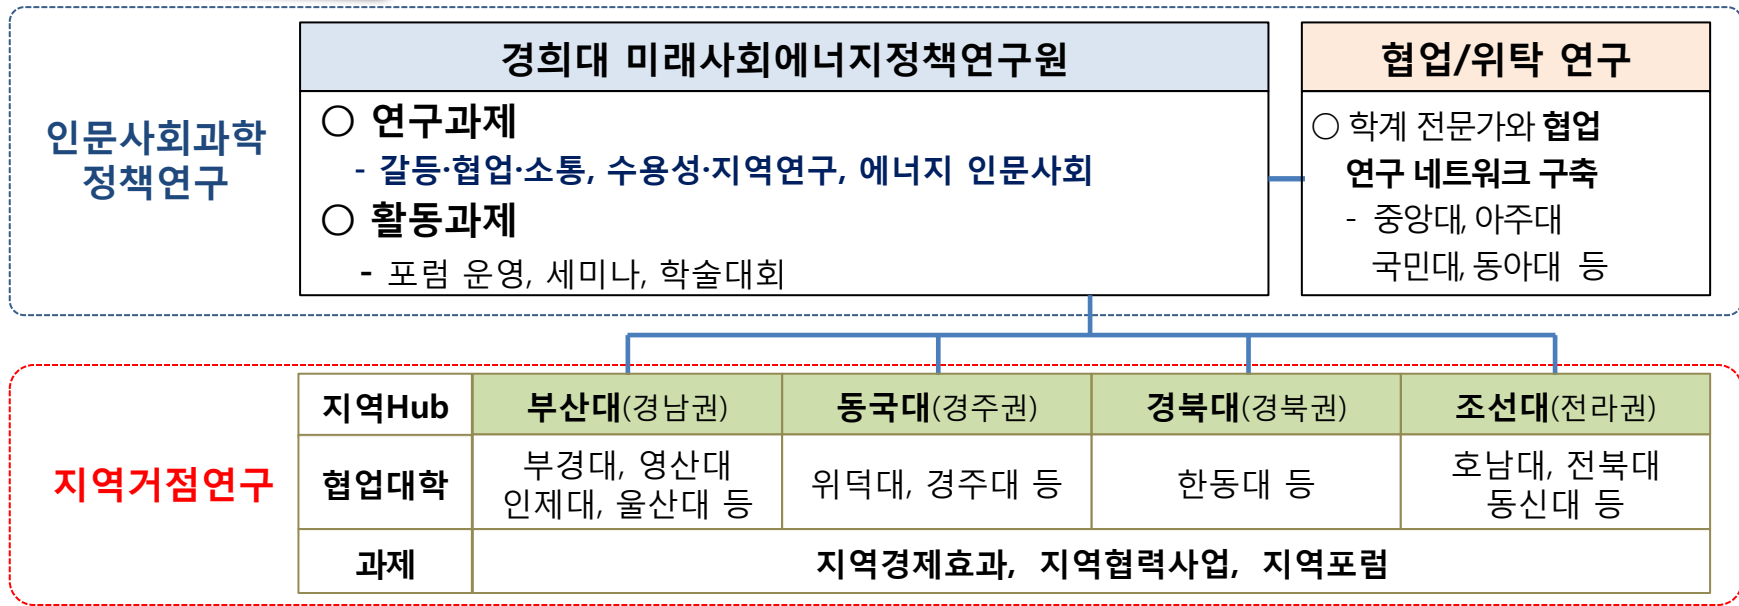 경희대 미래사회에너지정책연구원
협업/위탁 연구
인문사회과학
정책연구
○ 연구과제
- 갈등·협업·소통, 수용성·지역연구, 에너지 인문사회
○ 활동과제
- 포럼 운영, 세미나, 학술대회
○ 학계 전문가와 협업
연구 네트워크 구축
- 중앙대, 아주대
국민대, 동아대 등
지역거점연구
지역Hub
부산대(경남권)
동국대(경주권)
경북대(경북권)
조선대(전라권)
협업대학
부경대, 영산대
인제대, 울산대 등
위덕대, 경주대 등
한동대 등
호남대, 전북대
동신대 등
과제
지역경제효과, 지역협력사업, 지역포럼